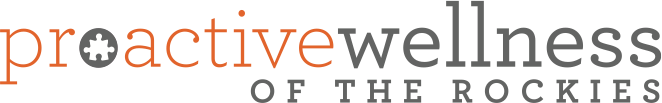 proactivewellness
OF THE ROCKIES